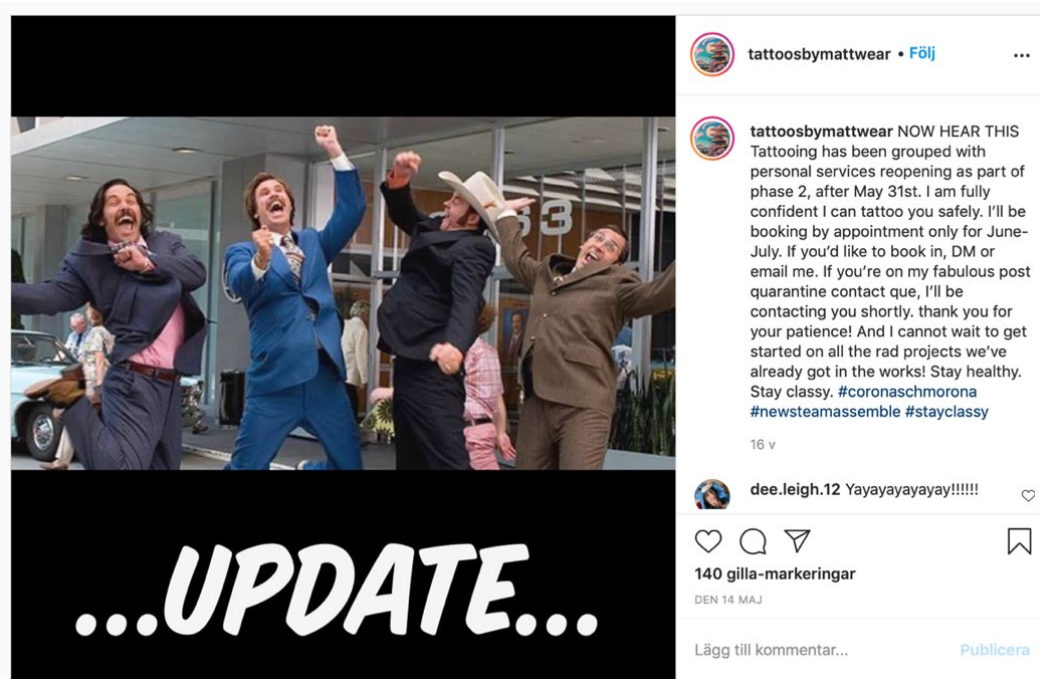 tattoosbymattwear • Följ
tattoosbymattwear NOW HEAR THIS
Tattooing has been grouped with
personal services reopening as part of
phase 2, after May 31st. I am fully
confident I can tattoo you safely. I'll be
booking by appointment only for June-
July. If you'd like to book in, DM or
email me. If you're on my fabulous post
quarantine contact que, I'll be
contacting you shortly. thank you for
your patience! And I cannot wait to get
started on all the rad projects we've
already got in the works! Stay healthy.
Stay classy. #coronaschmorona
#newsteamassemble #stayclassy
16 v
dee.leigh.12 Yayayayayayay!!!!!!
140 gilla-markeringar
DEN 14 MAJ
Lägg till kommentar... Publicera
33
...UPDATE...